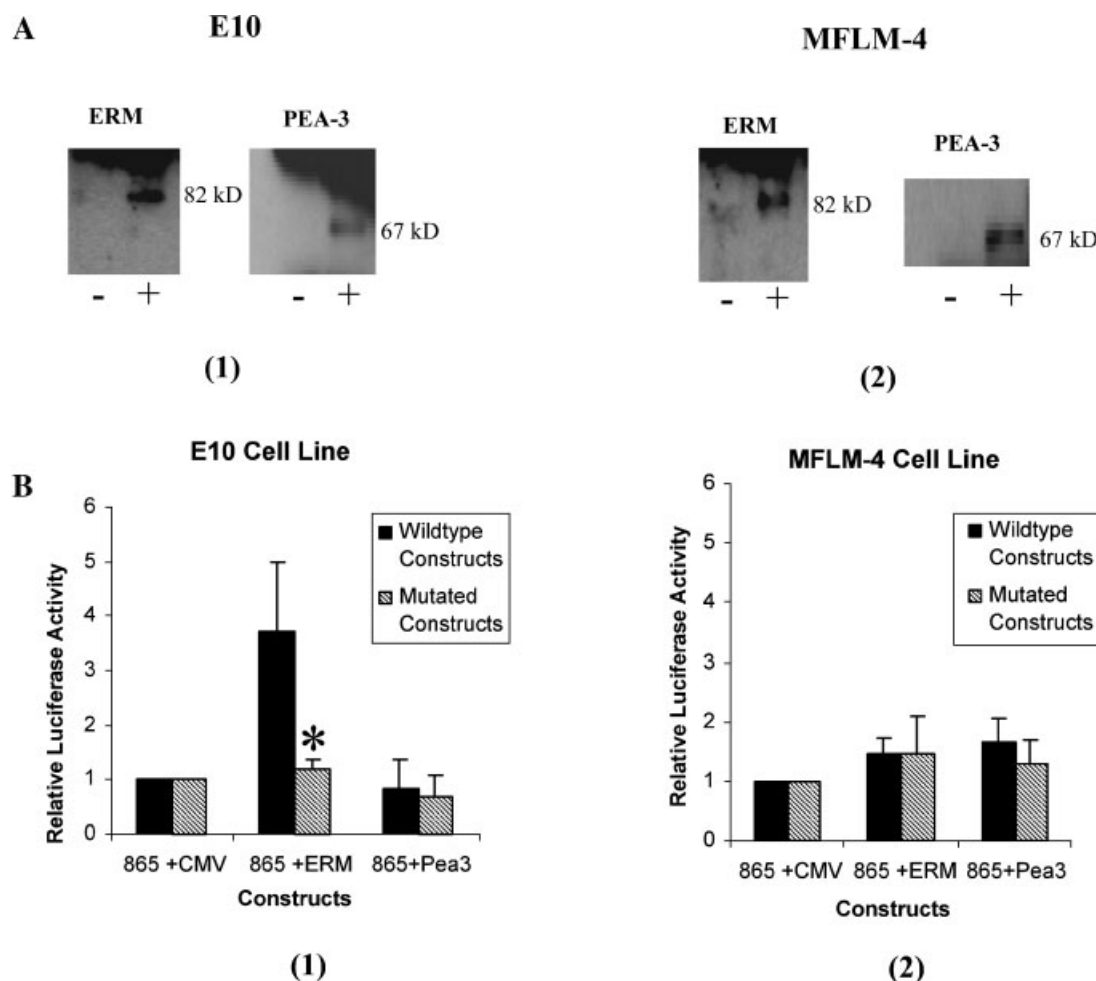 A
E10
MFLM-4
ERM
PEA-3
82 kD
67 kD
- +
- +
(1)
ERM
PEA-3
82 kD
67 kD
- +
- +
(2)
B
E10 Cell Line
Relative Luciferase Activity
6
5
4
3
2
1
0
Wildtype
Constructs
Mutated
Constructs
*
865 +CMV 865 +ERM 865+Pea3
Constructs
(1)
MFLM-4 Cell Line
Relative Luciferase Activity
6
5
4
3
2
1
0
Wildtype
Constructs
Mutated
Constructs
865 +CMV 865 +ERM 865+Pea3
Constructs
(2)